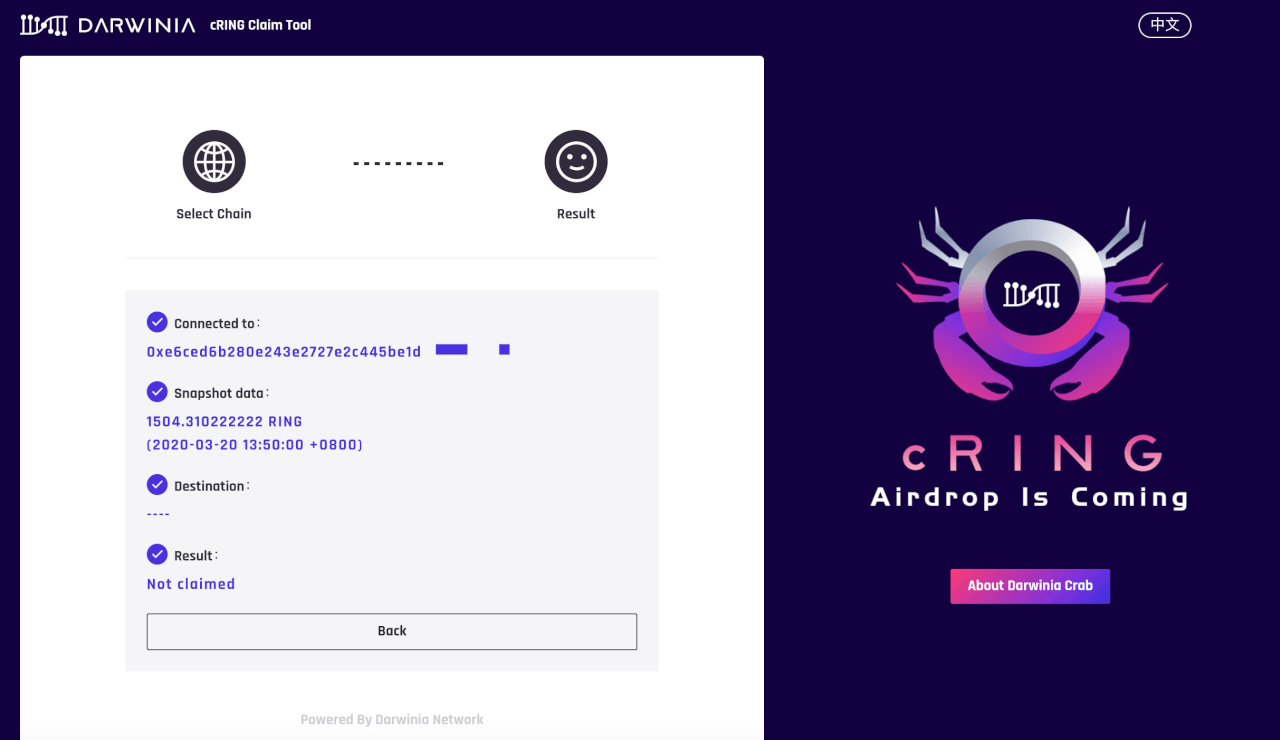 DARWINIA cRING Claim Tool
中文
Select Chain
Result
Connected to:
0xe6ced6b280e243e2727e2c445be1d
Snapshot data:
1504.310222222 RING
(2020-03-20 13:50:00 +0800)
Destination:
----
Result:
Not claimed
Back
Powered By Darwinia Network
cRING
Airdrop Is Coming
About Darwinia Crab